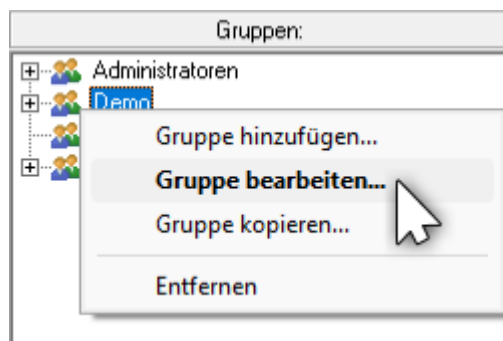 Gruppen:
Administratoren
Demo
Gruppe hinzufügen...
Gruppe bearbeiten...
Gruppe kopieren...
Entfernen